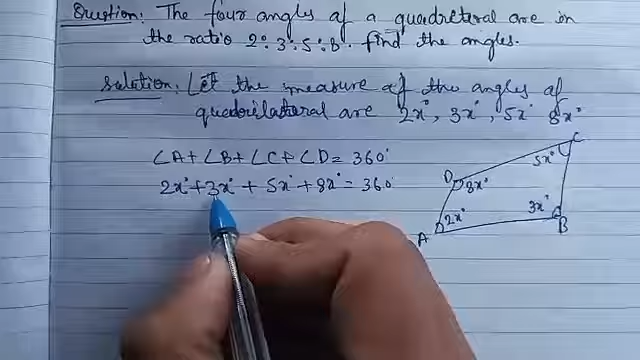 Question: The four angles of a quadrilateral are in
the ratio 2:3:5:8. find the angles.
Solution: Let the measure of the angles of
quadrilateral are 2x°, 3x°, 5x° 8x°
∠A+∠B+∠C+∠D=360°
2x°+3x°+5x°+8x°=360
C
5x°
D
8x°
3x°
2x°
B
A